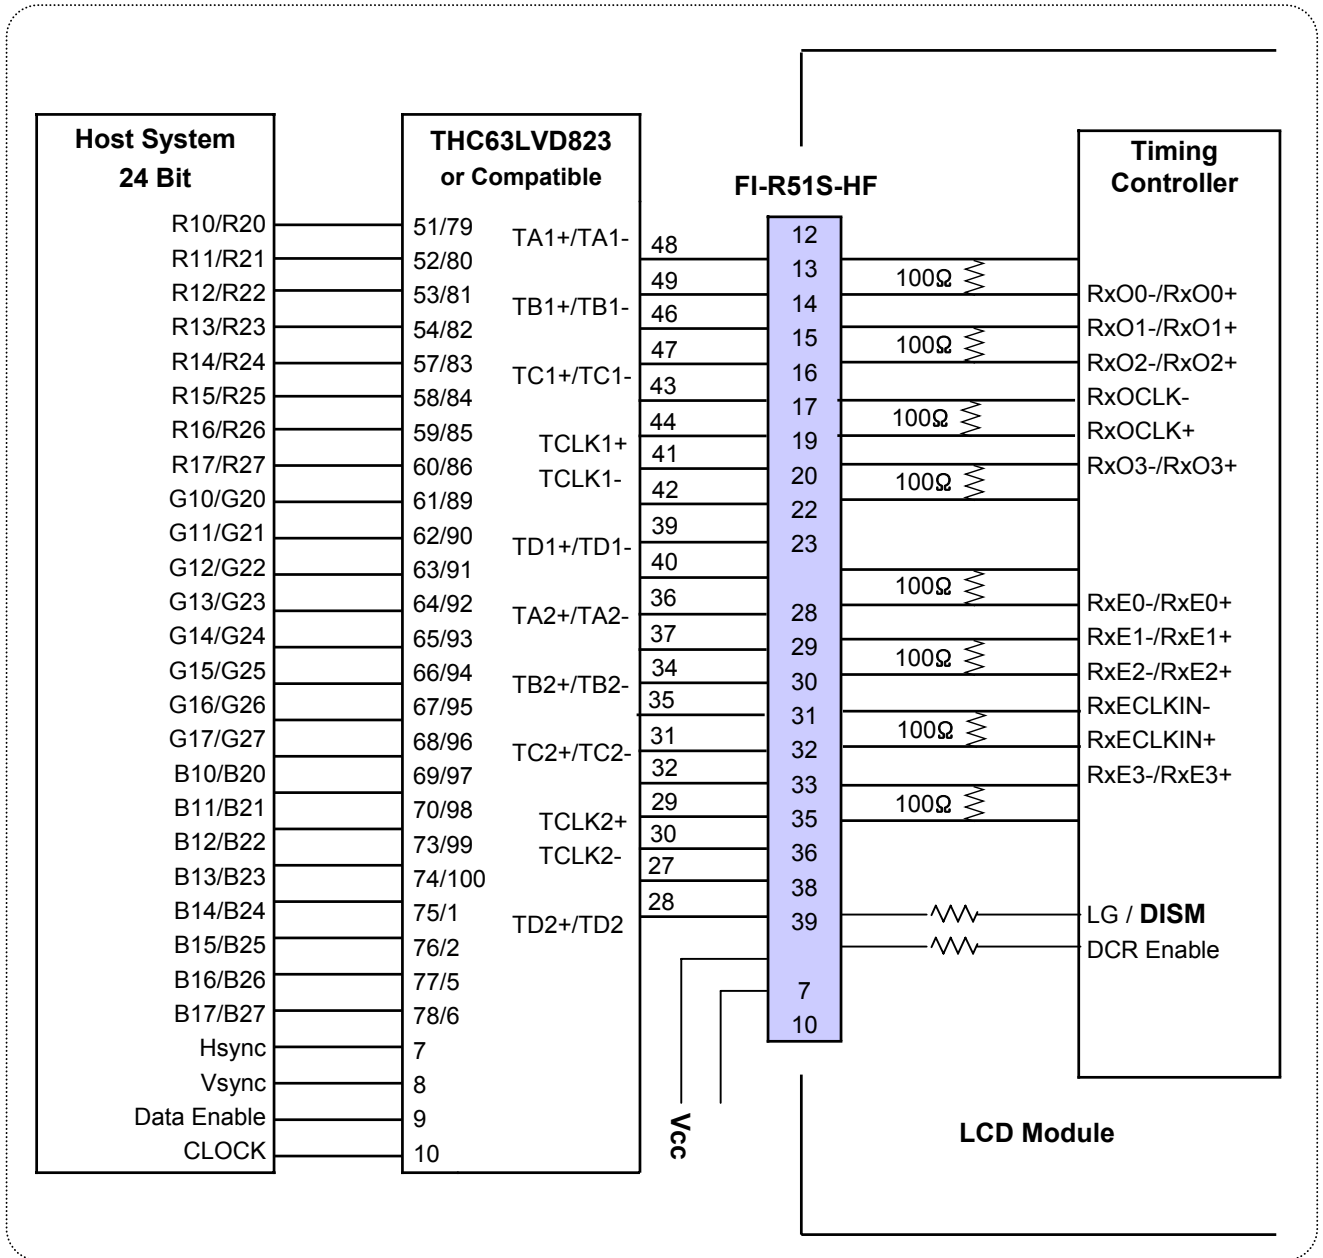 Host System
24 Bit
R10/R20
R11/R21
R12/R22
R13/R23
R14/R24
R15/R25
R16/R26
R17/R27
G10/G20
G11/G21
G12/G22
G13/G23
G14/G24
G15/G25
G16/G26
G17/G27
B10/B20
B11/B21
B12/B22
B13/B23
B14/B24
B15/B25
B16/B26
B17/B27
Hsync
Vsync
Data Enable
CLOCK
THC63LVD823
or Compatible
51/79
52/80
53/81
54/82
57/83
58/84
59/85
60/86
61/89
62/90
63/91
64/92
65/93
66/94
67/95
68/96
69/97
70/98
73/99
74/100
75/1
76/2
77/5
78/6
7
8
9
10
TA1+/TA1-
TB1+/TB1-
TC1+/TC1-
TCLK1+
TCLK1-
TD1+/TD1-
TA2+/TA2-
TB2+/TB2-
TC2+/TC2-
TCLK2+
TCLK2-
TD2+/TD2
48
49
46
47
43
44
41
42
39
40
36
37
34
35
31
32
29
30
27
28
FI-R51S-HF
12
13
14
15
16
17
19
20
22
23
28
29
30
31
32
33
35
36
38
39
7
10
Vcc
100Ω
100Ω
100Ω
100Ω
100Ω
100Ω
100Ω
100Ω
Timing
Controller
RxO0-/RxO0+
RxO1-/RxO1+
RxO2-/RxO2+
RxOCLK-
RxOCLK+
RxO3-/RxO3+
RxE0-/RxE0+
RxE1-/RxE1+
RxE2-/RxE2+
RxECLKIN-
RxECLKIN+
RxE3-/RxE3+
LG / DISM
DCR Enable
LCD Module